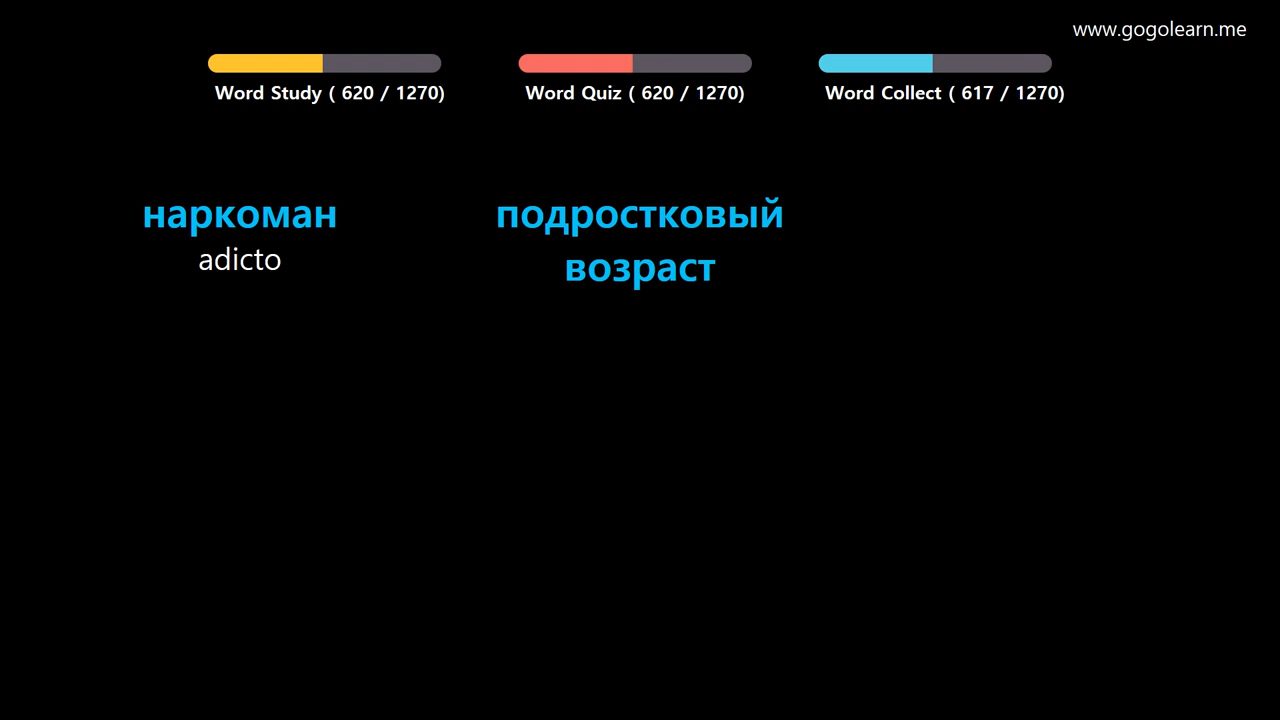 www.gogolearn.me
Word Study ( 620 / 1270)
Word Quiz ( 620 / 1270)
Word Collect ( 617 / 1270)
наркоман
adicto
подростковый
возраст